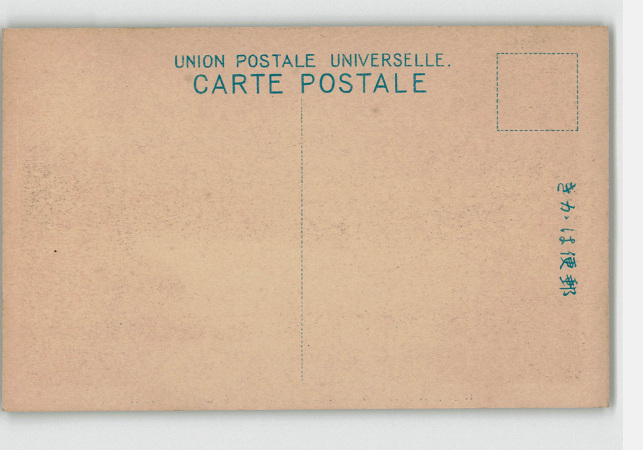 UNION POSTALE UNIVERSELLE.
CARTE POSTALE
きかは便郵